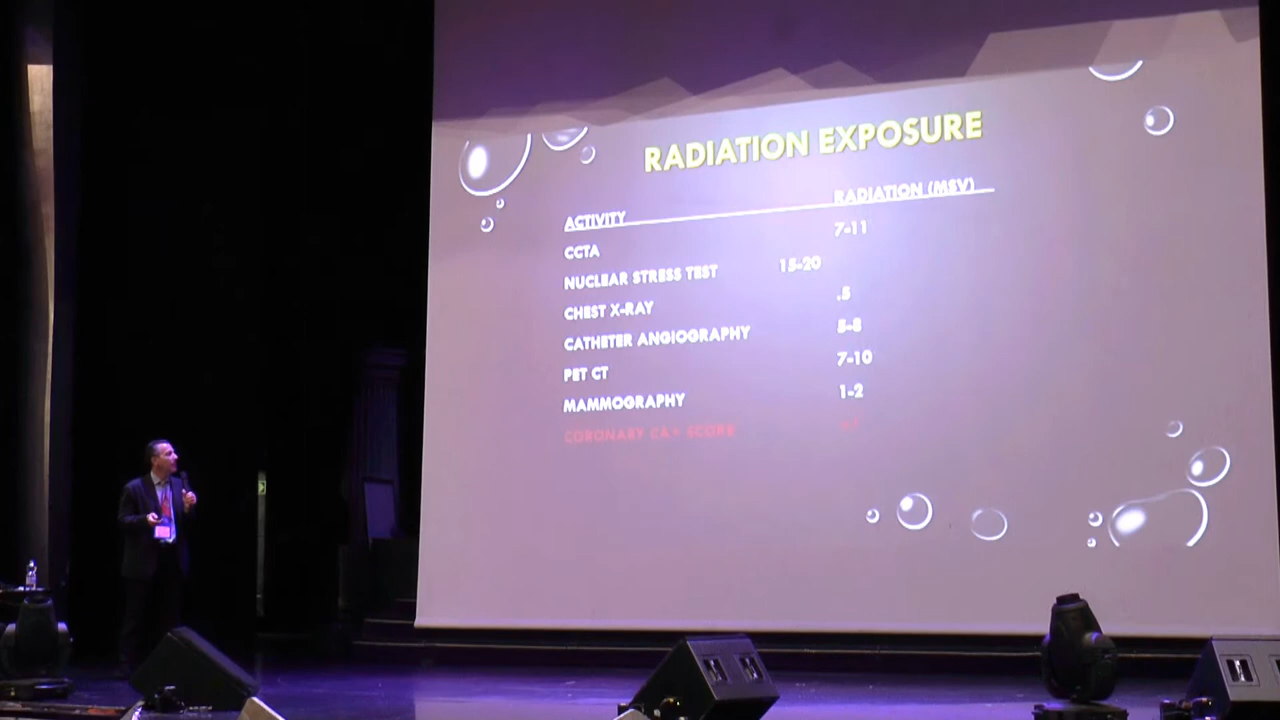 RADIATION EXPOSURE
ACTIVITY RADIATION (MSV)
CCTA 7-11
NUCLEAR STRESS TEST 15-20
CHEST X-RAY .5
CATHETER ANGIOGRAPHY 5-8
PET CT 7-10
MAMMOGRAPHY 1-2
CORONARY CA+ SCORE